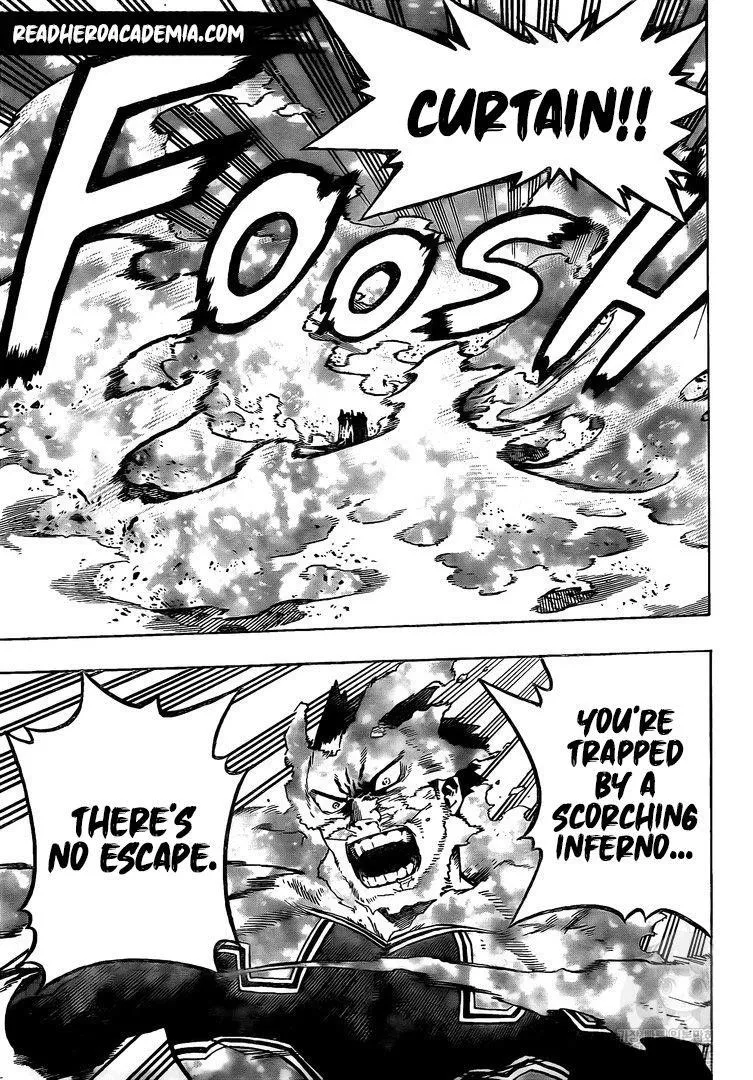 READHEROACADEMIA.COM
CURTAIN!!
FOOSH
YOU'RE
TRAPPED
BY A
SCORCHING
INFERNO...
THERE'S
NO ESCAPE.